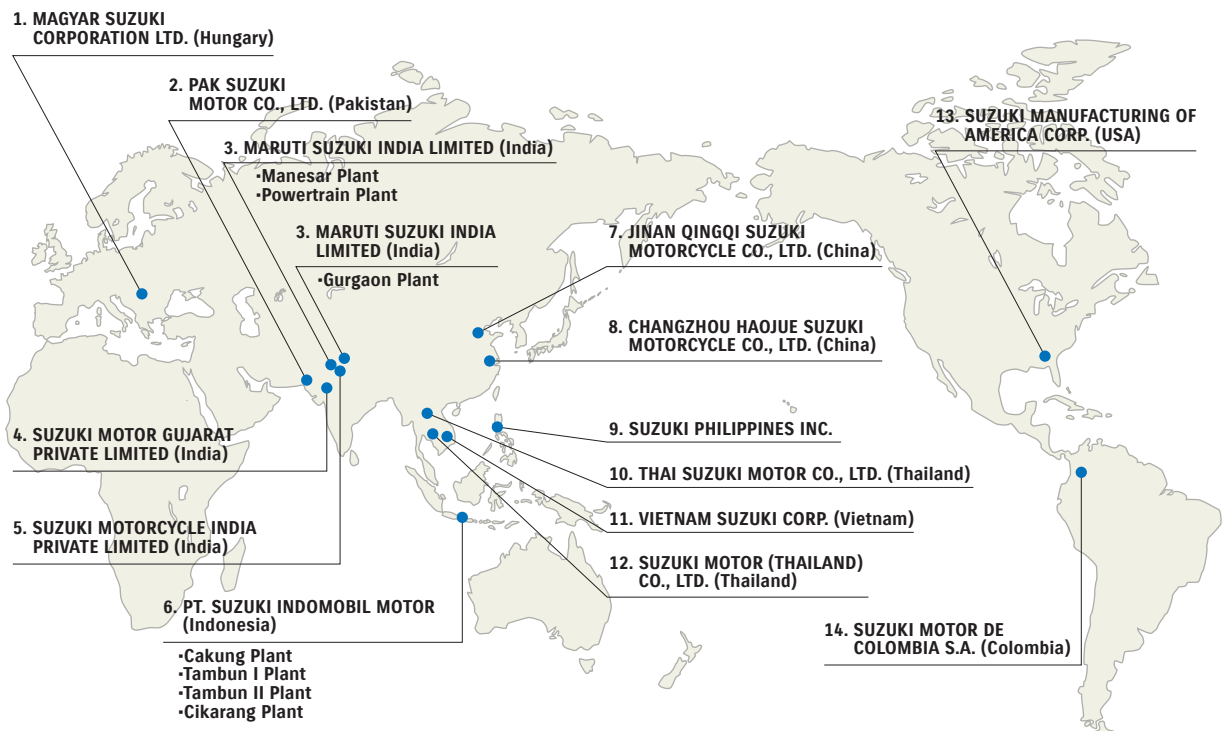 1. MAGYAR SUZUKI
CORPORATION LTD. (Hungary)
2. PAK SUZUKI
MOTOR CO., LTD. (Pakistan)
3. MARUTI SUZUKI INDIA LIMITED (India)
･Manesar Plant
･Powertrain Plant
3. MARUTI SUZUKI INDIA
LIMITED (India)
･Gurgaon Plant
4. SUZUKI MOTOR GUJARAT
PRIVATE LIMITED (India)
5. SUZUKI MOTORCYCLE INDIA
PRIVATE LIMITED (India)
6. PT. SUZUKI INDOMOBIL MOTOR
(Indonesia)
･Cakung Plant
･Tambun I Plant
･Tambun II Plant
･Cikarang Plant
7. JINAN QINGQI SUZUKI
MOTORCYCLE CO., LTD. (China)
8. CHANGZHOU HAOJUE SUZUKI
MOTORCYCLE CO., LTD. (China)
9. SUZUKI PHILIPPINES INC.
10. THAI SUZUKI MOTOR CO., LTD. (Thailand)
11. VIETNAM SUZUKI CORP. (Vietnam)
12. SUZUKI MOTOR (THAILAND)
CO., LTD. (Thailand)
13. SUZUKI MANUFACTURING OF
AMERICA CORP. (USA)
14. SUZUKI MOTOR DE
COLOMBIA S.A. (Colombia)